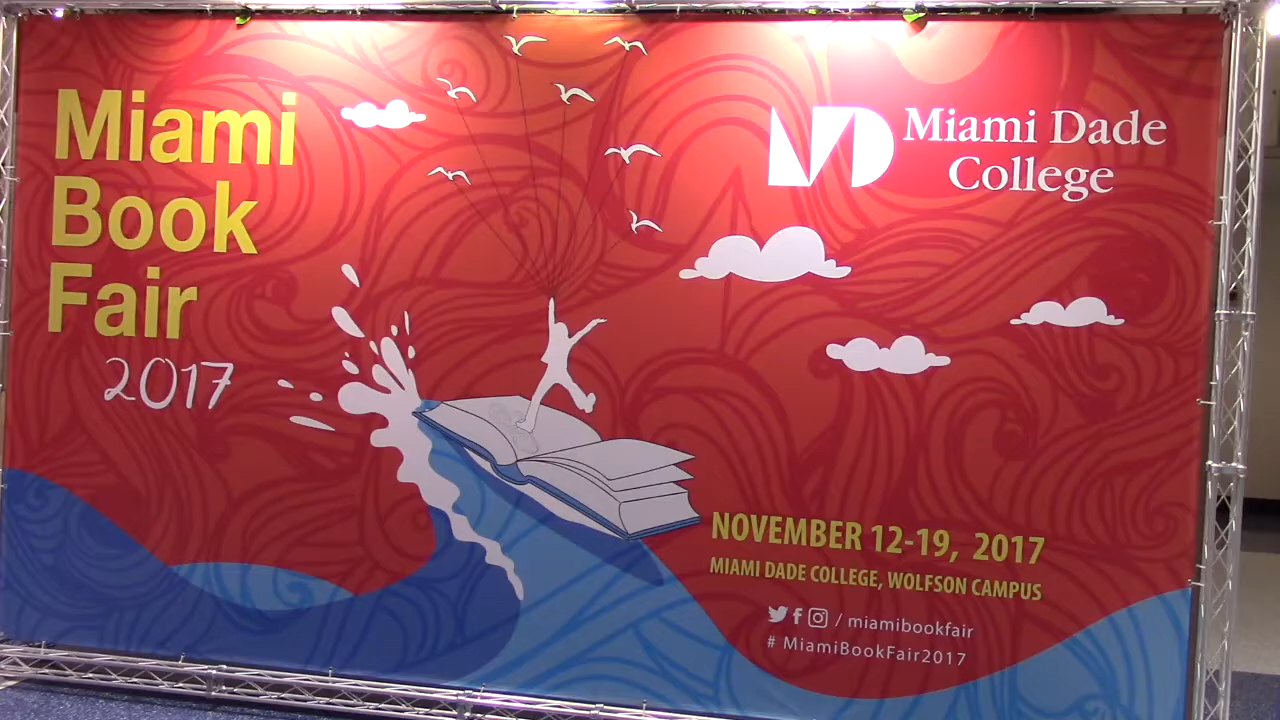 Miami
Book
Fair
2017
Miami Dade
College
NOVEMBER 12-19, 2017
MIAMI DADE COLLEGE, WOLFSON CAMPUS
/ miamibookfair
# MiamiBookFair2017